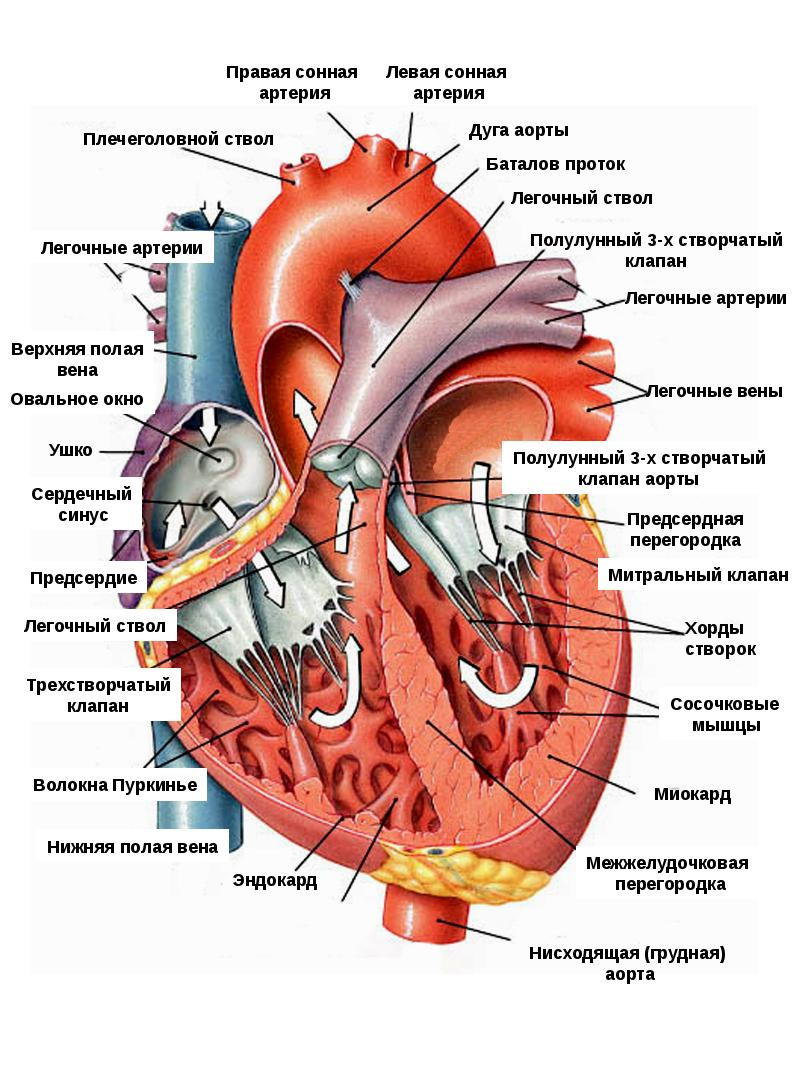 Правая сонная
артерия
Левая сонная
артерия
Плечеголовной ствол
Дуга аорты
Баталов проток
Легочный ствол
Полулунный 3-х створчатый
клапан
Легочные артерии
Легочные артерии
Верхняя полая
вена
Легочные вены
Овальное окно
Ушко
Полулунный 3-х створчатый
клапан аорты
Сердечный
синус
Предсердная
перегородка
Предсердие
Митральный клапан
Легочный ствол
Хорды
створок
Трехстворчатый
клапан
Сосочковые
мышцы
Волокна Пуркинье
Миокард
Нижняя полая вена
Межжелудочковая
перегородка
Эндокард
Нисходящая (грудная)
аорта